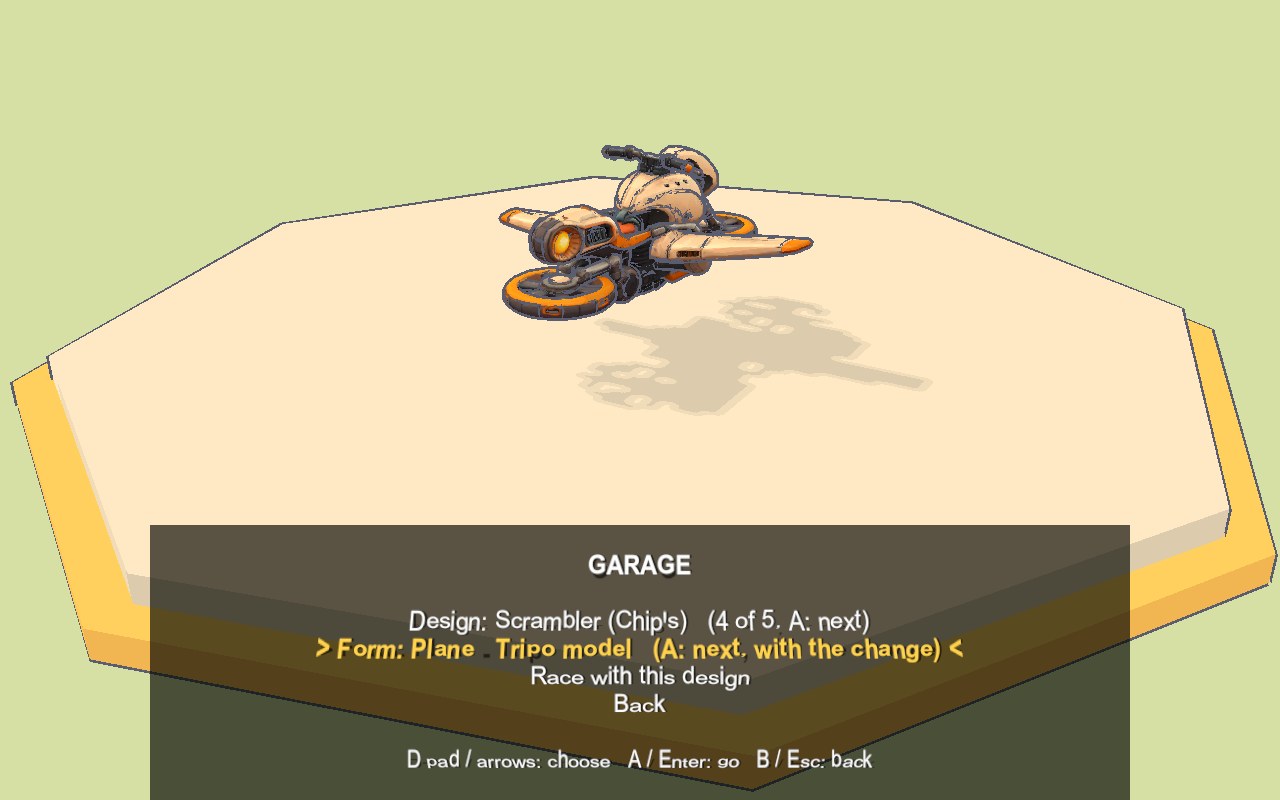 GARAGE
Design: Scrambler (Chip's) (4 of 5. A: next)
> Form: Plane - Tripo model (A: next, with the change) <
Race with this design
Back
D pad / arrows: choose A / Enter: go B / Esc: back